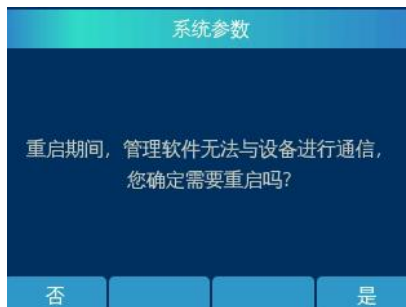 系统参数
重启期间，管理软件无法与设备进行通信，
您确定需要重启吗?
否
是